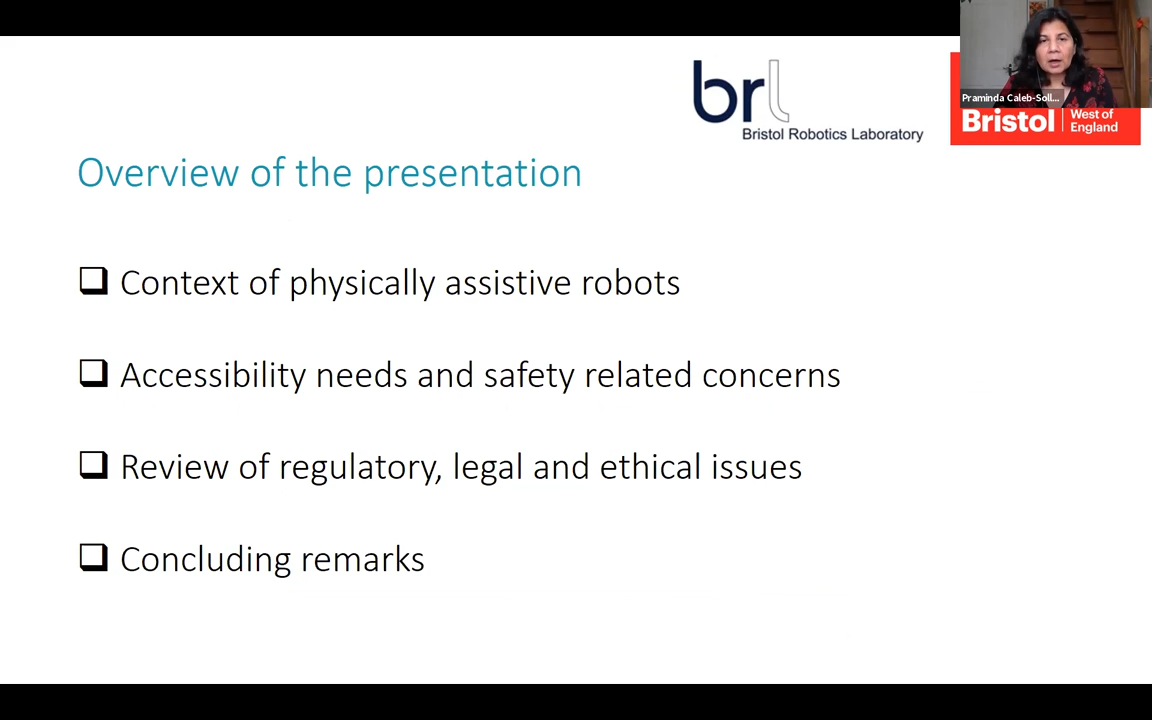 Praminda Caleb-Soll...
brl
Bristol Robotics Laboratory
Bristol
West of
England
Overview of the presentation
Context of physically assistive robots
Accessibility needs and safety related concerns
Review of regulatory, legal and ethical issues
Concluding remarks